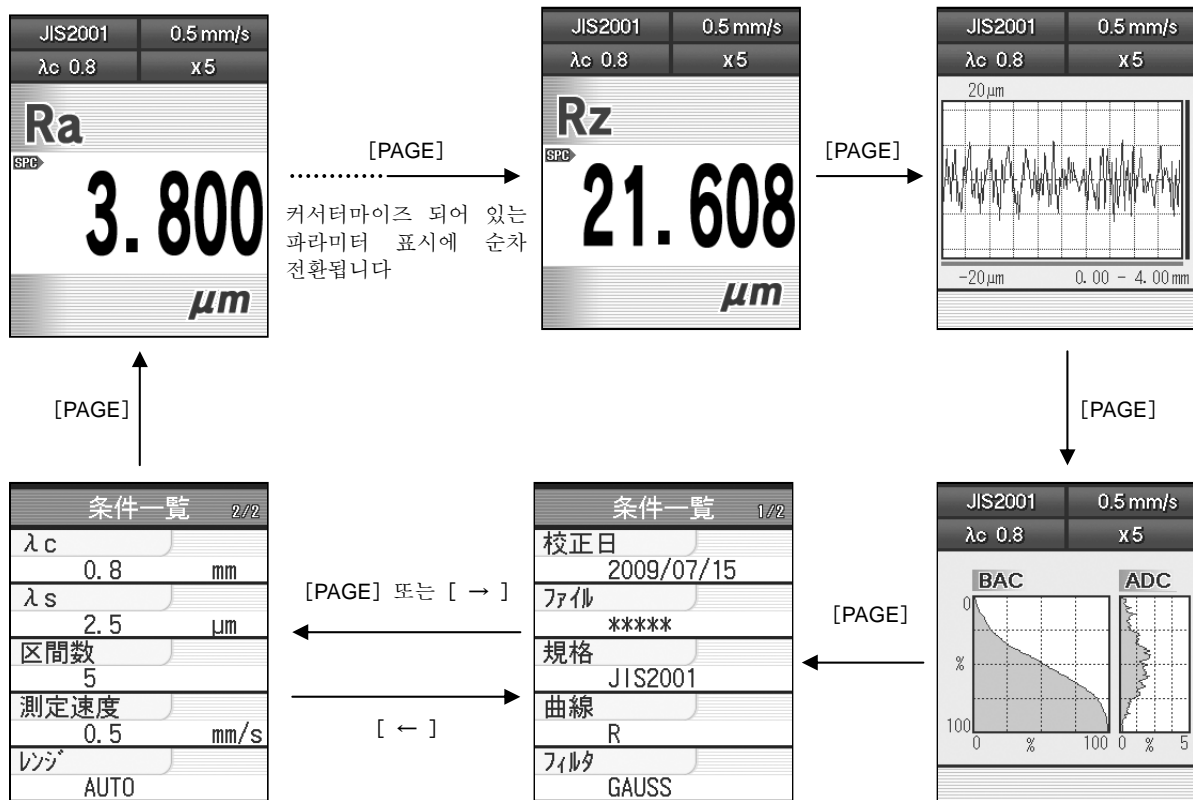 JIS2001 0.5 mm/s
λc 0.8 x5
Ra
SPC
3.800
μm
[PAGE]
커서터마이즈 되어 있는
파라미터 표시에 순차
전환됩니다
JIS2001 0.5 mm/s
λc 0.8 x5
Rz
SPC
21.608
μm
[PAGE]
JIS2001 0.5 mm/s
λc 0.8 x5
20μm
-20μm 0.00 - 4.00mm
[PAGE]
[PAGE]
条件一覧 2/2
λc
0.8 mm
λs
2.5 μm
区間数
5
測定速度
0.5 mm/s
レンジ
AUTO
[PAGE] 또는 [ → ]
[ ← ]
条件一覧 1/2
校正日
2009/07/15
ファイル
*****
規格
JIS2001
曲線
R
フィルタ
GAUSS
[PAGE]
JIS2001 0.5 mm/s
λc 0.8 x5
BAC ADC
0
%
100
0 % 100 0 % 5